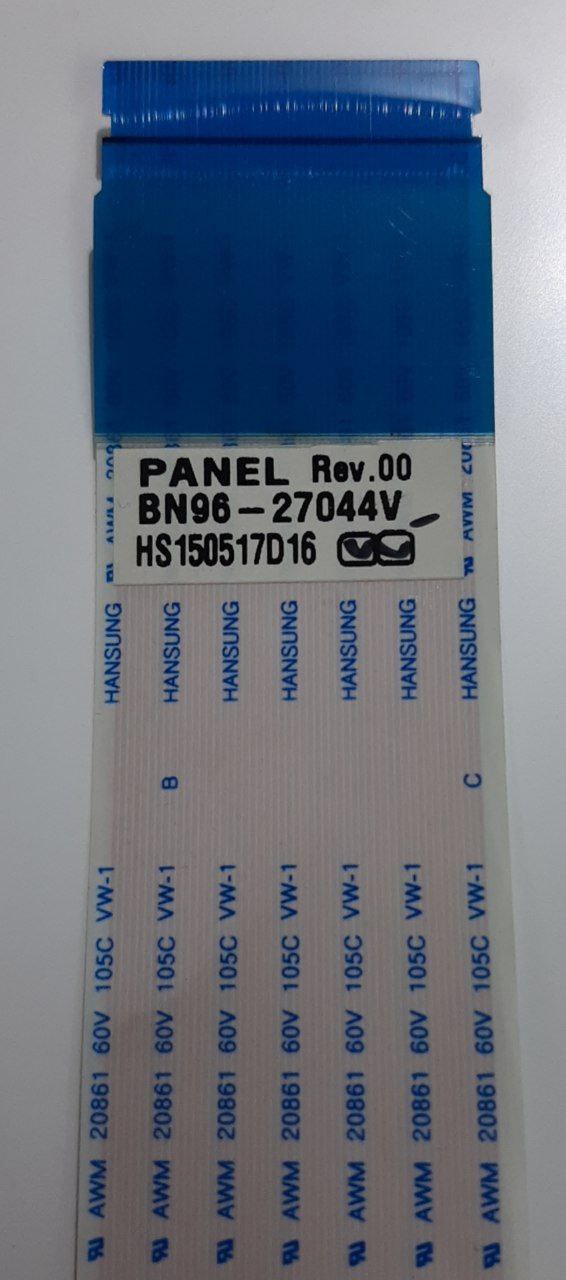 PANEL Rev.00
BN96-27044V
HS150517D16
HANSUNG HANSUNG HANSUNG HANSUNG HANSUNG HANSUNG HANSUNG
B C
AWM 20861 60V 105C VW-1
AWM 20861 60V 105C VW-1
AWM 20861 60V 105C VW-1
AWM 20861 60V 105C VW-1
AWM 20861 60V 105C VW-1
AWM 20861 60V 105C VW-1
AWM 20861 60V 105C VW-1